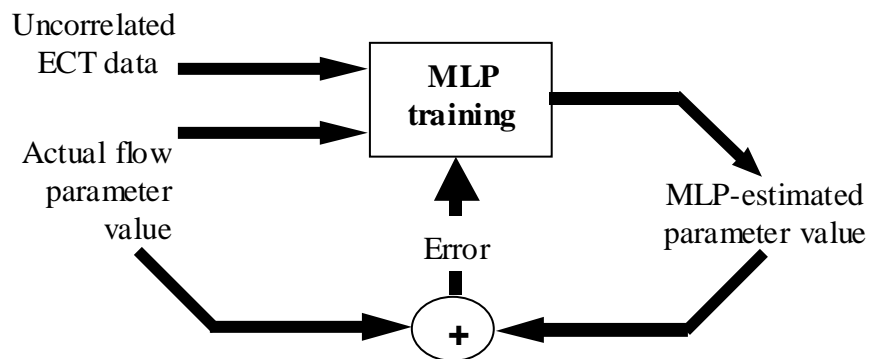 Uncorrelated
ECT data
MLP
training
Actual flow
parameter
value
MLP-estimated
parameter value
Error
+